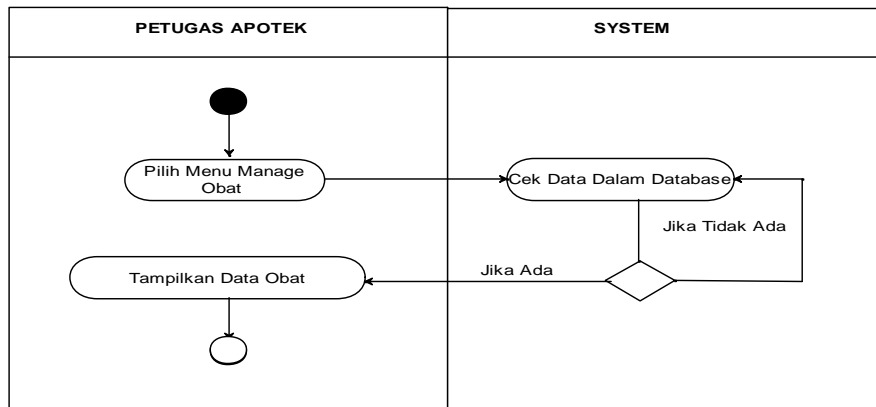 PETUGAS APOTEK
SYSTEM
Pilih Menu Manage
Obat
Cek Data Dalam Database
Jika Tidak Ada
Jika Ada
Tampilkan Data Obat